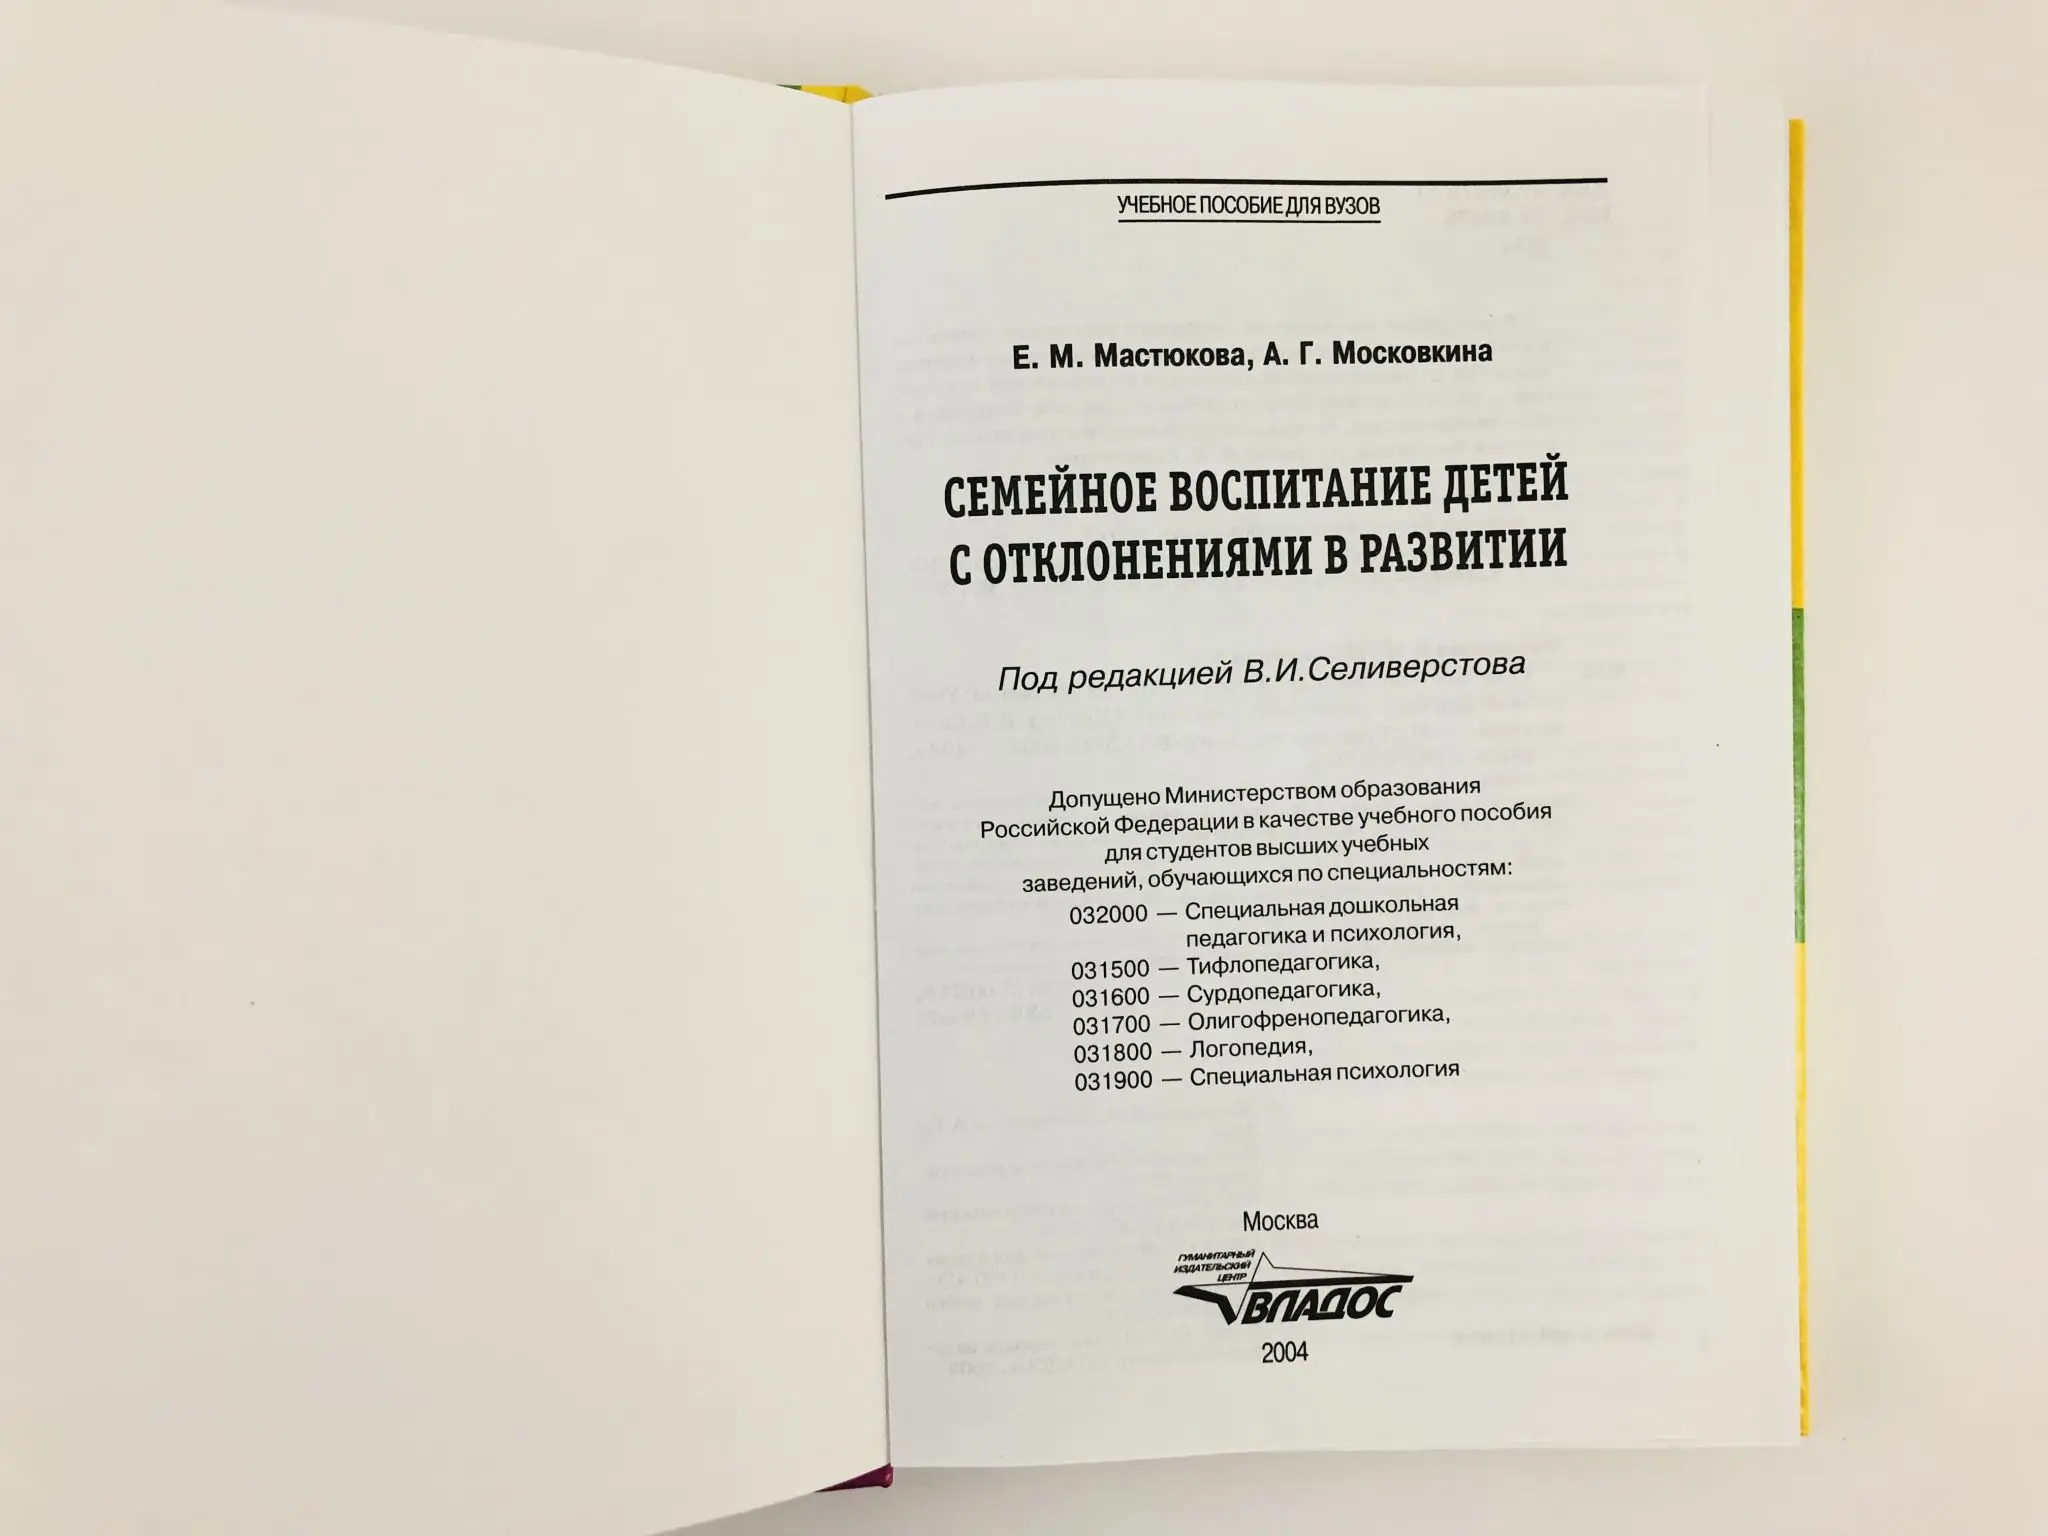 УЧЕБНОЕ ПОСОБИЕ ДЛЯ ВУЗОВ
Е. М. Мастюкова, А. Г. Московкина
СЕМЕЙНОЕ ВОСПИТАНИЕ ДЕТЕЙ
С ОТКЛОНЕНИЯМИ В РАЗВИТИИ
Под редакцией В.И.Селиверстова
Допущено Министерством образования
Российской Федерации в качестве учебного пособия
для студентов высших учебных
заведений, обучающихся по специальностям:
032000 — Специальная дошкольная
педагогика и психология,
031500 — Тифлопедагогика,
031600 — Сурдопедагогика,
031700 — Олигофренопедагогика,
031800 — Логопедия,
031900 — Специальная психология
Москва
ГУМАНИТАРНЫЙ
ИЗДАТЕЛЬСКИЙ
ЦЕНТР
ВЛАДОС
2004